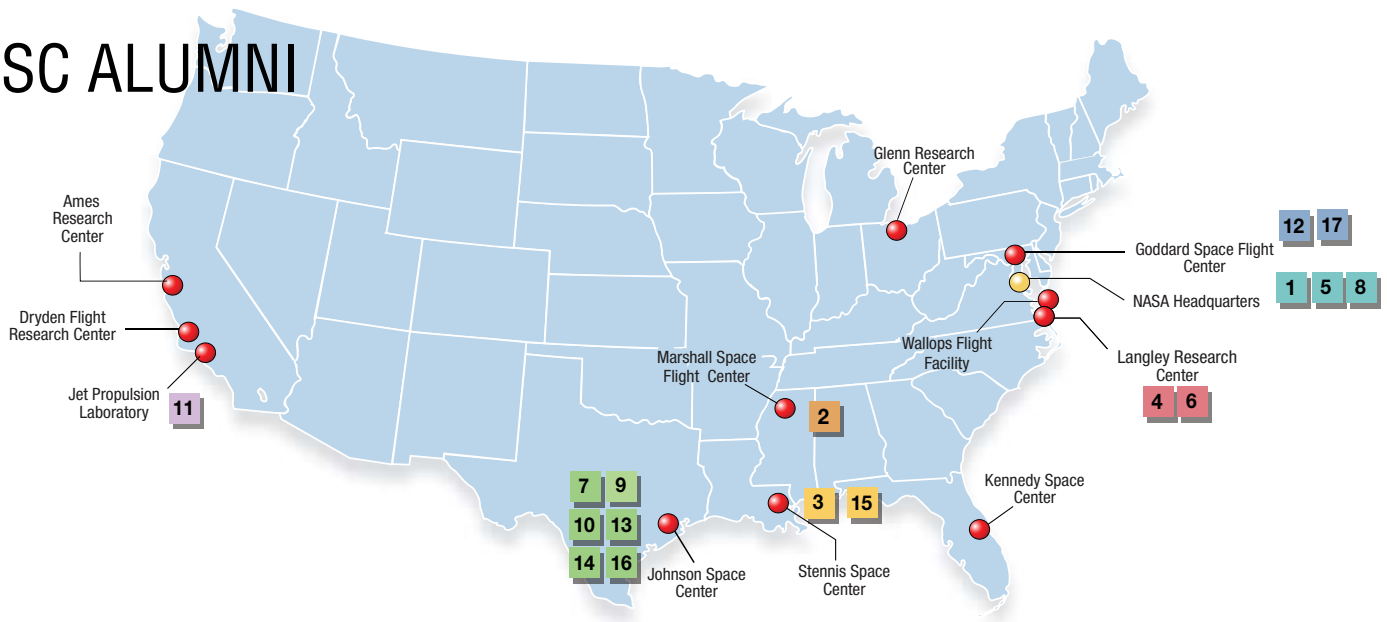 SC ALUMNI
Glenn Research
Center
Ames
Research
Center
12 17
Goddard Space Flight
Center
1 5 8
NASA Headquarters
Dryden Flight
Research Center
Wallops Flight
Facility
Marshall Space
Flight Center
Langley Research
Center
4 6
Jet Propulsion
Laboratory
11
2
7 9
10 13
14 16
Johnson Space
Center
3 15
Stennis Space
Center
Kennedy Space
Center